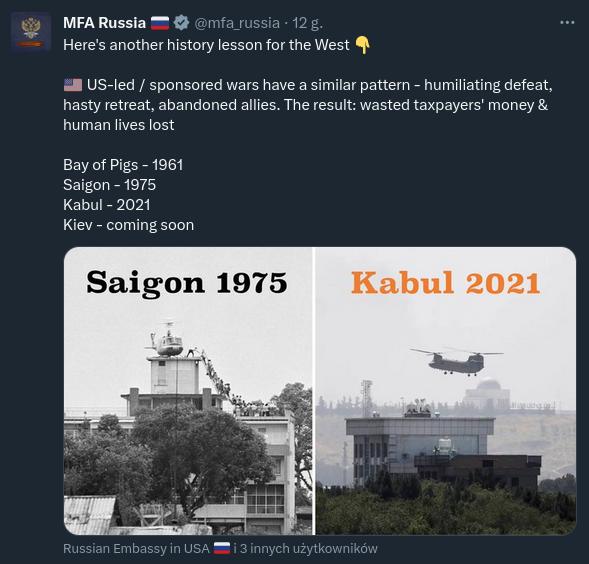 MFA Russia 🇷🇺 @mfa_russia · 12 g.
Here's another history lesson for the West 👇
🇺🇸 US-led / sponsored wars have a similar pattern - humiliating defeat,
hasty retreat, abandoned allies. The result: wasted taxpayers' money &
human lives lost
Bay of Pigs - 1961
Saigon - 1975
Kabul - 2021
Kiev - coming soon
Saigon 1975
Kabul 2021
Russian Embassy in USA 🇷🇺 i 3 innych użytkowników